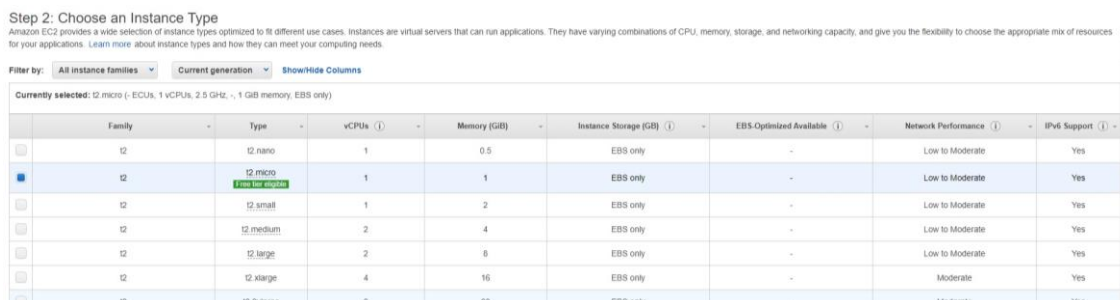 Step 2: Choose an Instance Type
Amazon EC2 provides a wide selection of instance types optimized to fit different use cases. Instances are virtual servers that can run applications. They have varying combinations of CPU, memory, storage, and networking capacity, and give you the flexibility to choose the appropriate mix of resources
for your applications. Learn more about instance types and how they can meet your computing needs.
Filter by: All instance families Current generation Show/Hide Columns
Currently selected: t2.micro (- ECUs, 1 vCPUs, 2.5 GHz, -, 1 GiB memory, EBS only)
Family Type vCPUs Memory (GiB) Instance Storage (GB) EBS-Optimized Available Network Performance IPv6 Support
t2 t2.nano 1 0.5 EBS only - Low to Moderate Yes
t2 t2.micro 1 1 EBS only - Low to Moderate Yes
Free tier eligible
t2 t2.small 1 2 EBS only - Low to Moderate Yes
t2 t2.medium 2 4 EBS only - Low to Moderate Yes
t2 t2.large 2 8 EBS only - Low to Moderate Yes
t2 t2.xlarge 4 16 EBS only - Moderate Yes